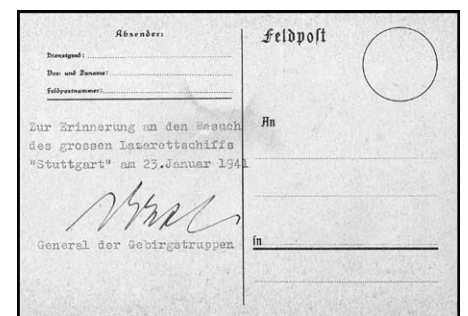 Absender:
Dienstgrad:
Vor- und Zuname:
Feldpostnummer:
Zur Erinnerung an den Besuch
des grossen Lazarettschiffs
"Stuttgart" am 23.Januar 1941
General der Gebirgstruppen
Feldpost
An
in